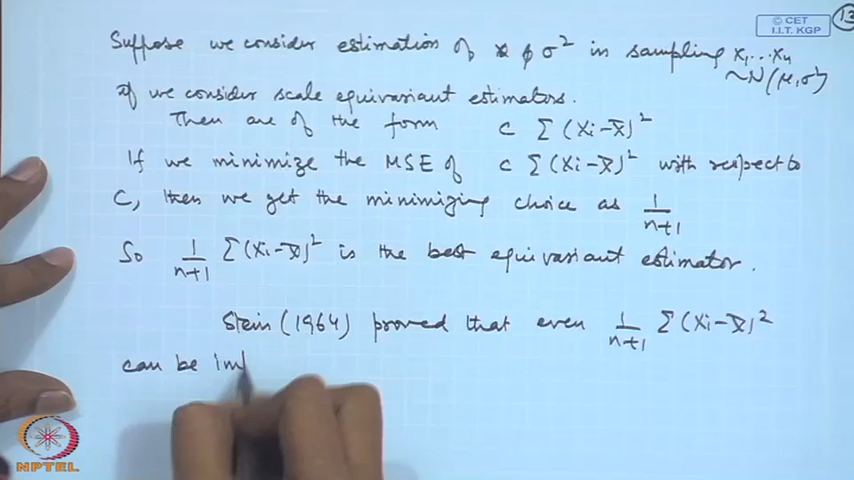 © CET
I.I.T. KGP
13
Suppose we consider estimation of σ² in sampling X₁...Xₙ
~N(μ,σ²)
If we consider scale equivariant estimators.
Then are of the form c Σ(Xi-X̄)²
If we minimize the MSE of c Σ(Xi-X̄)² with respect to
C, then we get the minimizing choice as 1/(n+1)
So 1/(n+1) Σ(Xi-X̄)² is the best equivariant estimator.
Stein (1964) proved that even 1/(n+1) Σ(Xi-X̄)²
can be im
NPTEL